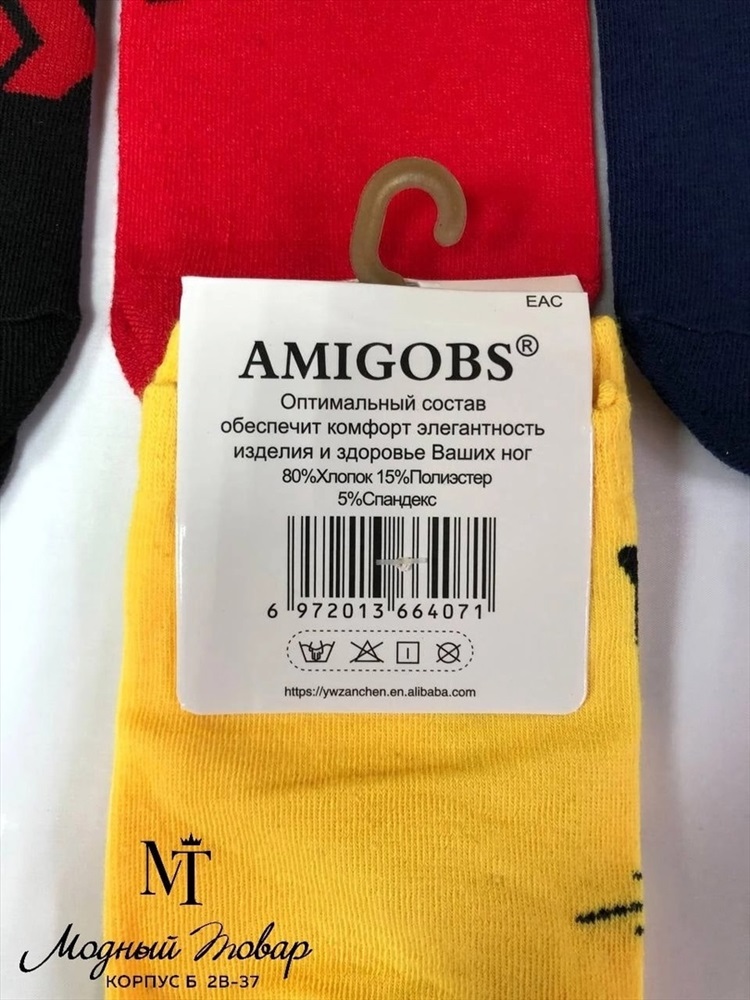 EAC
AMIGOBS®
Оптимальный состав
обеспечит комфорт элегантность
изделия и здоровье Ваших ног
80%Хлопок 15%Полиэстер
5%Спандекс
6 972013 664071
https://ywzanchen.en.alibaba.com
МТ
Модный Товар
КОРПУС Б 2В-37